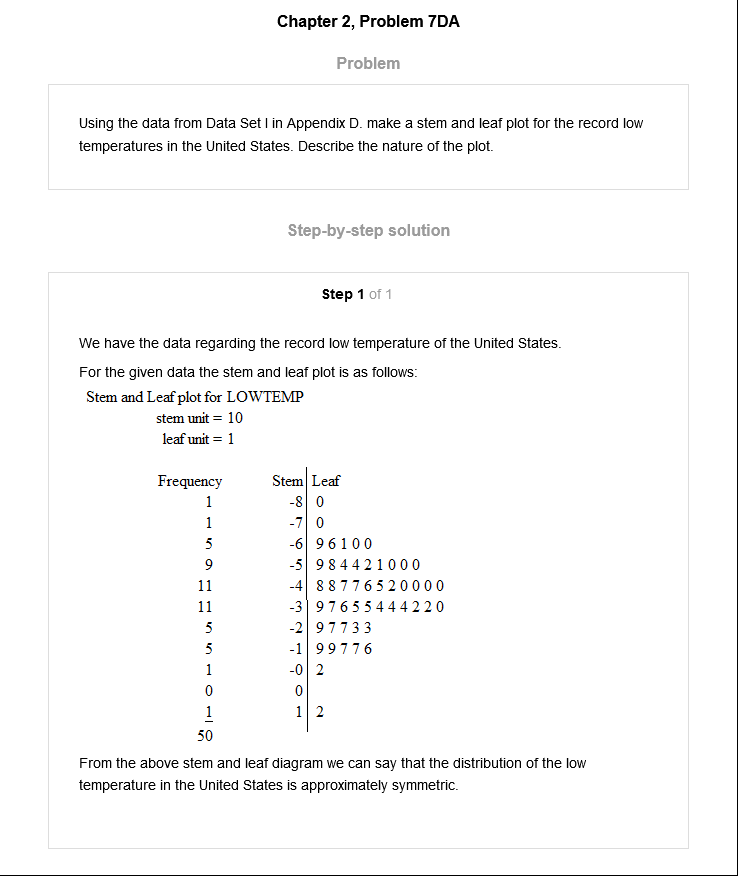 Chapter 2, Problem 7DA
Problem
Using the data from Data Set I in Appendix D. make a stem and leaf plot for the record low
temperatures in the United States. Describe the nature of the plot.
Step-by-step solution
Step 1 of 1
We have the data regarding the record low temperature of the United States.
For the given data the stem and leaf plot is as follows:
Stem and Leaf plot for LOWTEMP
stem unit = 10
leaf unit = 1
Frequency Stem Leaf
1 -8 0
1 -7 0
5 -6 9 6 1 0 0
9 -5 9 8 4 4 2 1 0 0 0
11 -4 8 8 7 7 6 5 2 0 0 0 0
11 -3 9 7 6 5 5 4 4 4 2 2 0
5 -2 9 7 7 3 3
5 -1 9 9 7 7 6
1 -0 2
0 0
1 1 2
50
From the above stem and leaf diagram we can say that the distribution of the low
temperature in the United States is approximately symmetric.